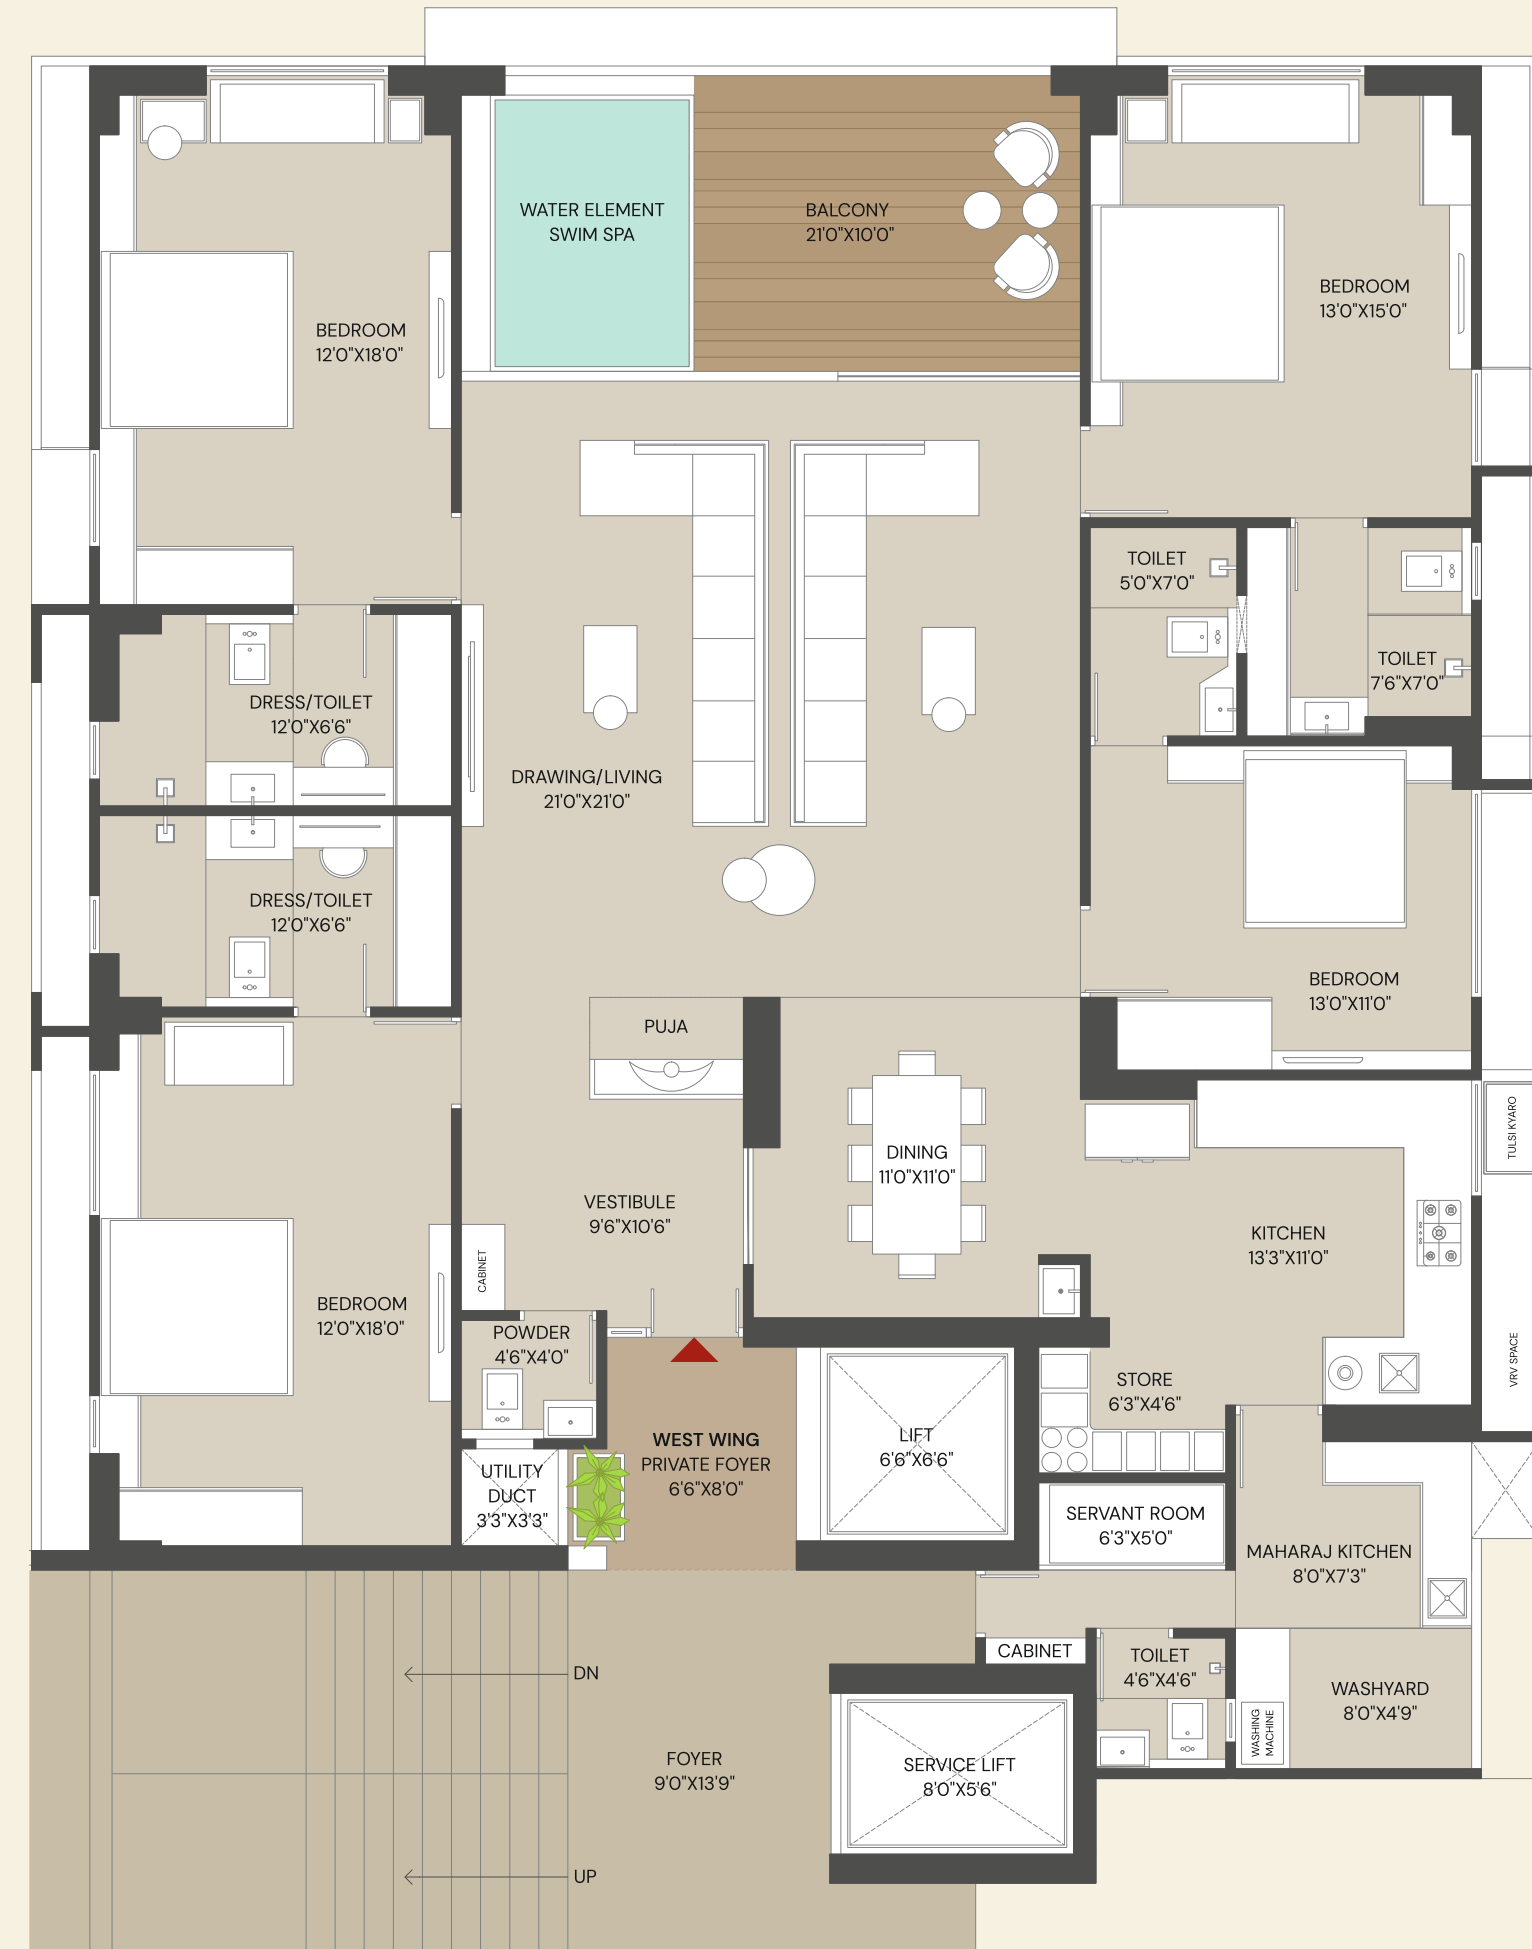 WATER ELEMENT
SWIM SPA
BALCONY
21'0"X10'0"
BEDROOM
13'0"X15'0"
BEDROOM
12'0"X18'0"
TOILET
5'0"X7'0"
TOILET
7'6"X7'0"
DRESS/TOILET
12'0"X6'6"
DRAWING/LIVING
21'0"X21'0"
DRESS/TOILET
12'0"X6'6"
BEDROOM
13'0"X11'0"
PUJA
TULSI KYARO
DINING
11'0"X11'0"
VESTIBULE
9'6"X10'6"
KITCHEN
13'3"X11'0"
CABINET
BEDROOM
12'0"X18'0"
POWDER
4'6"X4'0"
VRV SPACE
STORE
6'3"X4'6"
WEST WING
PRIVATE FOYER
6'6"X8'0"
LIFT
6'6"X6'6"
UTILITY
DUCT
3'3"X3'3"
SERVANT ROOM
6'3"X5'0"
MAHARAJ KITCHEN
8'0"X7'3"
CABINET
TOILET
4'6"X4'6"
DN
WASHYARD
8'0"X4'9"
WASHING
MACHINE
FOYER
9'0"X13'9"
SERVICE LIFT
8'0"X5'6"
UP